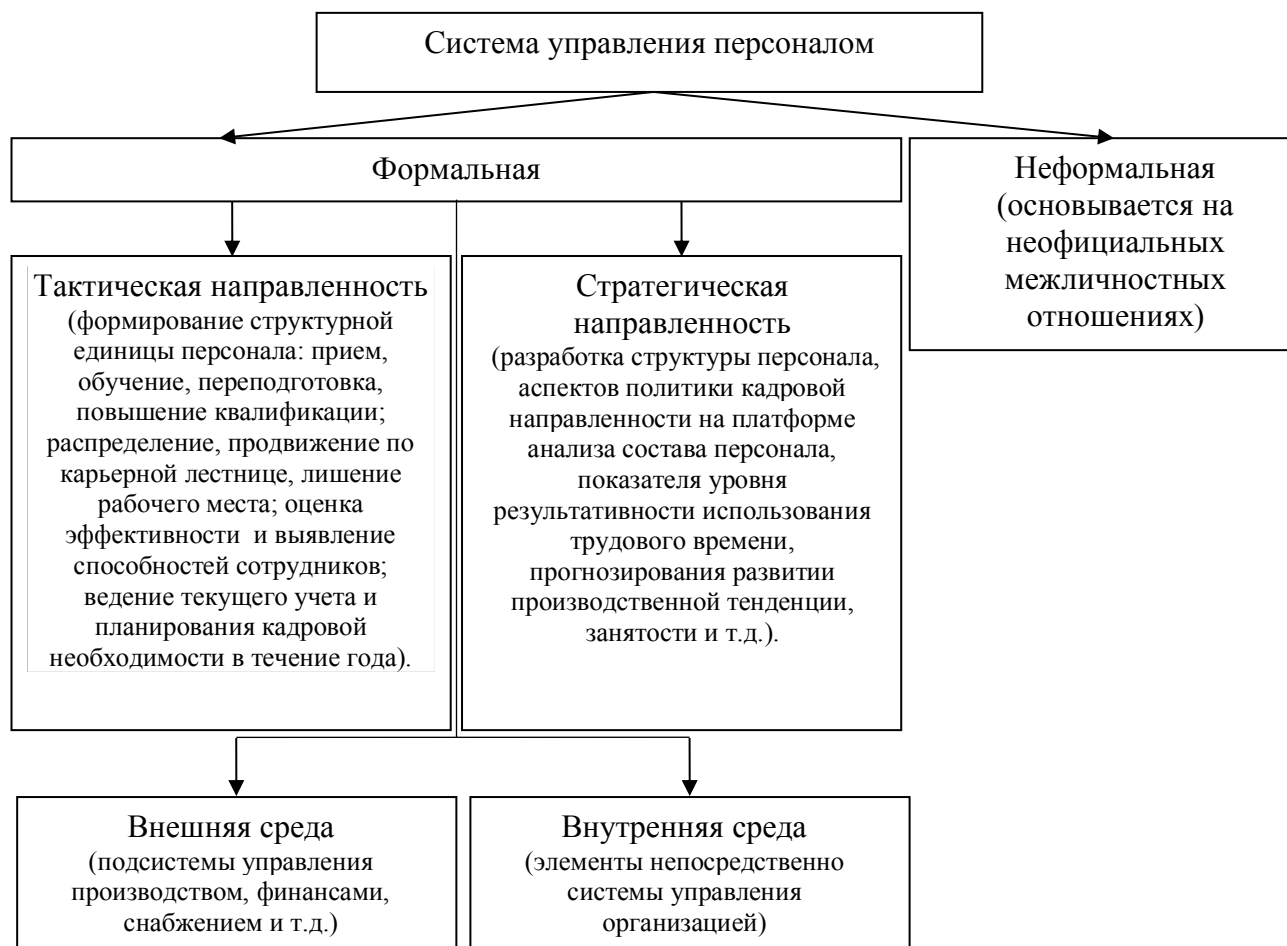 Система управления персоналом
Формальная
Неформальная
(основывается на
неофициальных
межличностных
отношениях)
Тактическая направленность
(формирование структурной
единицы персонала: прием,
обучение, переподготовка,
повышение квалификации;
распределение, продвижение по
карьерной лестнице, лишение
рабочего места; оценка
эффективности и выявление
способностей сотрудников;
ведение текущего учета и
планирования кадровой
необходимости в течение года).
Стратегическая
направленность
(разработка структуры персонала,
аспектов политики кадровой
направленности на платформе
анализа состава персонала,
показателя уровня
результативности использования
трудового времени,
прогнозирования развитии
производственной тенденции,
занятости и т.д.).
Внешняя среда
(подсистемы управления
производством, финансами,
снабжением и т.д.)
Внутренняя среда
(элементы непосредственно
системы управления
организацией)